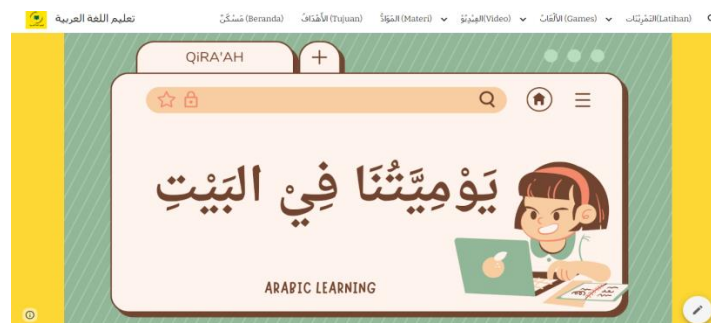 تعليم اللغة العربية
مَسْكَنٌ (Beranda) الأَهْدَافُ (Tujuan) المَوَادُّ (Materi) الفِيْدِيُوْ(Video) الأَلْعَابُ (Games) التَمْرِيْنَات(Latihan)
QiRA'AH
يَوْمِيَّتُنَا فِيْ البَيْتِ
ARABIC LEARNING